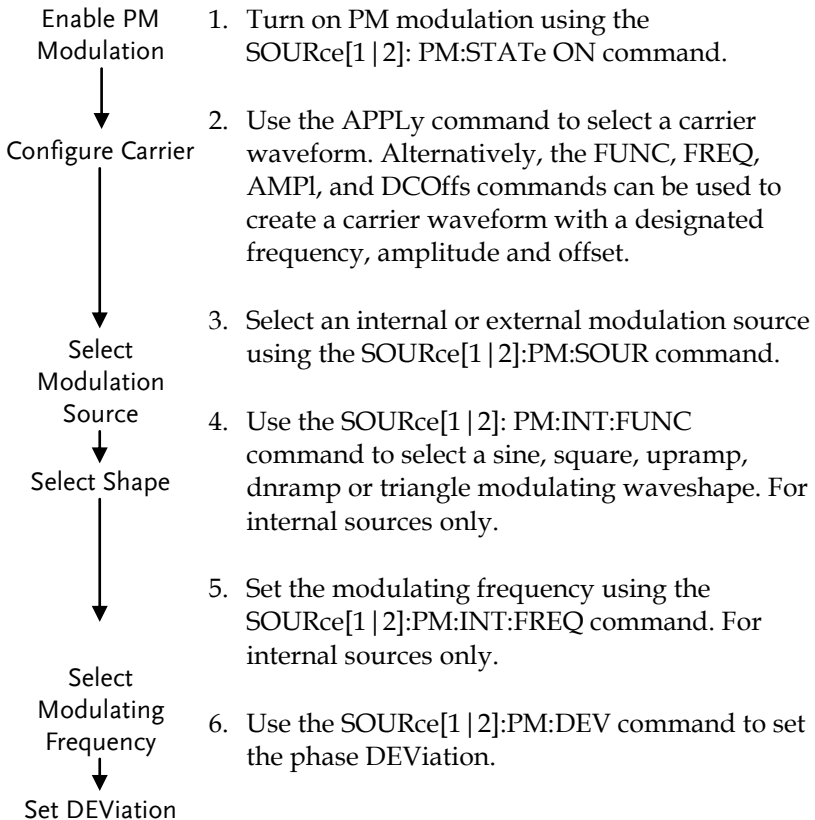 Enable PM
Modulation
Configure Carrier
Select
Modulation
Source
Select Shape
Select
Modulating
Frequency
Set DEViation
1. Turn on PM modulation using the
SOURce[1|2]: PM:STATe ON command.
2. Use the APPLy command to select a carrier
waveform. Alternatively, the FUNC, FREQ,
AMPl, and DCOffs commands can be used to
create a carrier waveform with a designated
frequency, amplitude and offset.
3. Select an internal or external modulation source
using the SOURce[1|2]:PM:SOUR command.
4. Use the SOURce[1|2]: PM:INT:FUNC
command to select a sine, square, upramp,
dnramp or triangle modulating waveshape. For
internal sources only.
5. Set the modulating frequency using the
SOURce[1|2]:PM:INT:FREQ command. For
internal sources only.
6. Use the SOURce[1|2]:PM:DEV command to set
the phase DEViation.